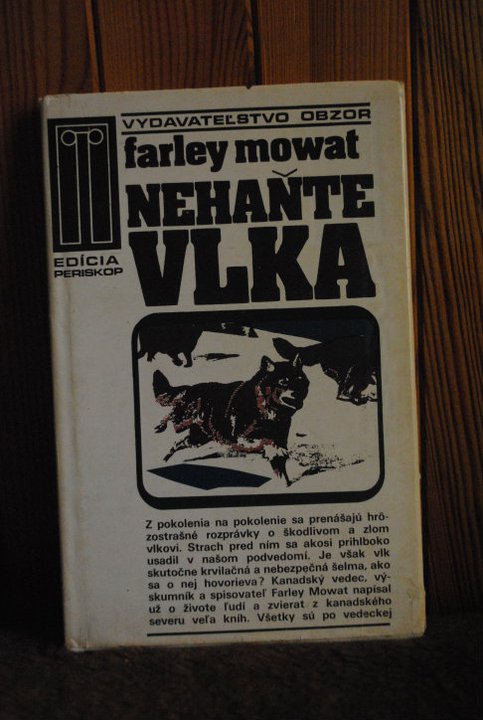 VYDAVATEĽSTVO OBZOR
farley mowat
NEHAŇTE
VLKA
EDÍCIA
PERISKOP
Z pokolenia na pokolenie sa prenášajú hrô-
zostrašné rozprávky o škodlivom a zlom
vlkovi. Strach pred ním sa akosi prihlboko
usadil v našom podvedomí. Je však vlk
skutočne krvilačná a nebezpečná šelma, ako
sa o nej hovorieva? Kanadský vedec, vý-
skumník a spisovateľ Farley Mowat napísal
už o živote ľudí a zvierat z kanadského
severu veľa kníh. Všetky sú po vedeckej